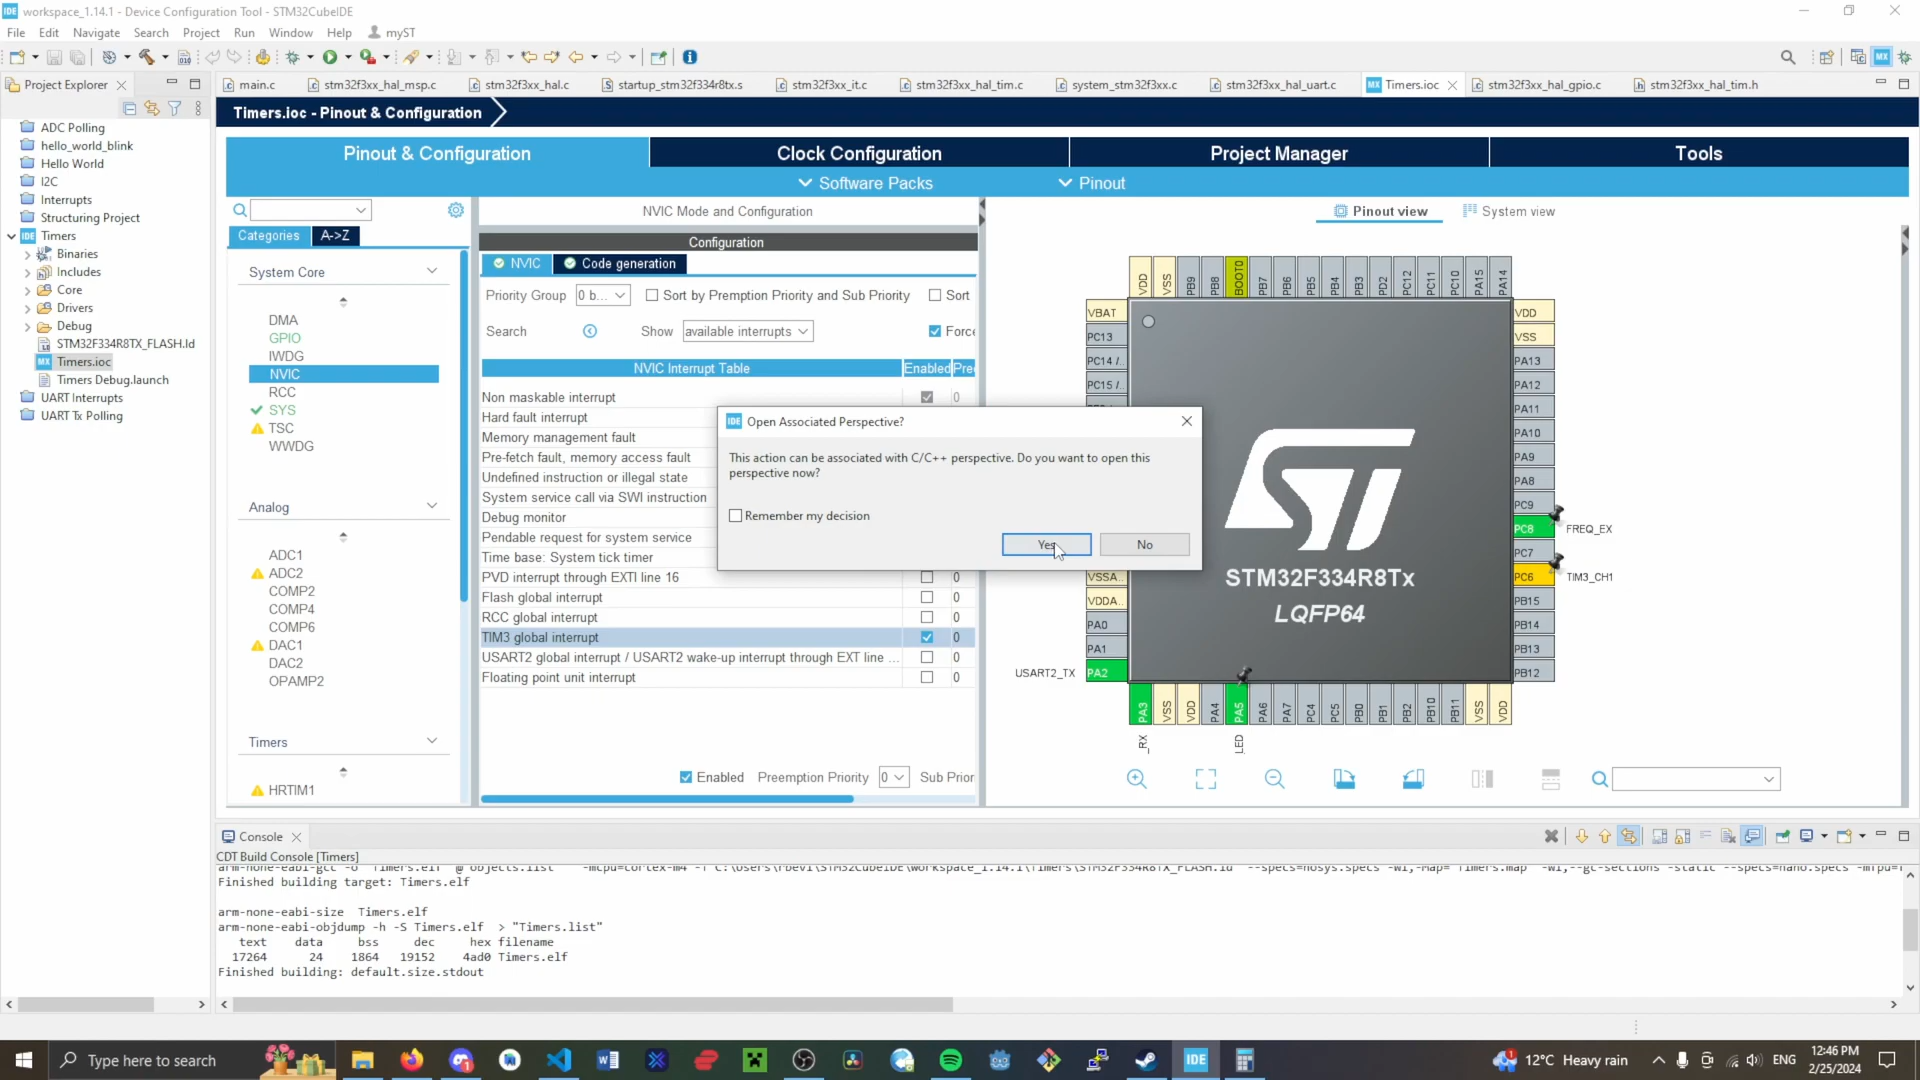 workspace_1.14.1 - Device Configuration Tool - STM32CubeIDE
File Edit Navigate Search Project Run Window Help myST
Project Explorer
main.c stm32f3xx_hal_msp.c stm32f3xx_hal.c startup_stm32f334r8tx.s stm32f3xx_it.c stm32f3xx_hal_tim.c system_stm32f3xx.c stm32f3xx_hal_uart.c Timers.ioc stm32f3xx_hal_gpio.c stm32f3xx_hal_tim.h
Timers.ioc - Pinout & Configuration
ADC Polling
hello_world_blink
Hello World
I2C
Interrupts
Structuring Project
Timers
Binaries
Includes
Core
Drivers
Debug
STM32F334R8TX_FLASH.ld
Timers.ioc
Timers Debug.launch
UART Interrupts
UART Tx Polling
Pinout & Configuration Clock Configuration Project Manager Tools
Software Packs Pinout
Categories A->Z
System Core
DMA
GPIO
IWDG
NVIC
RCC
SYS
TSC
WWDG
Analog
ADC1
ADC2
COMP2
COMP4
COMP6
DAC1
DAC2
OPAMP2
Timers
HRTIM1
NVIC Mode and Configuration
Configuration
NVIC Code generation
Priority Group 0 b... Sort by Premption Priority and Sub Priority Sort
Search Show available interrupts Force
NVIC Interrupt Table Enabled Pre
Non maskable interrupt 0
Hard fault interrupt
Memory management fault
Pre-fetch fault, memory access fault
Undefined instruction or illegal state
System service call via SWI instruction
Debug monitor
Pendable request for system service
Time base: System tick timer
PVD interrupt through EXTI line 16 0
Flash global interrupt 0
RCC global interrupt 0
TIM3 global interrupt 0
USART2 global interrupt / USART2 wake-up interrupt through EXT line ... 0
Floating point unit interrupt 0
Enabled Preemption Priority 0 Sub Prior
IDE Open Associated Perspective?
This action can be associated with C/C++ perspective. Do you want to open this
perspective now?
Remember my decision
Yes No
Pinout view System view
VDD VSS PB9 PB8 BOOT0 PB7 PB6 PB5 PB4 PB3 PD2 PC12 PC11 PC10 PA15 PA14
VBAT
PC13
PC14 /..
PC15 /..
VSSA..
VDDA..
PA0
PA1
USART2_TX PA2
VDD
VSS
PA13
PA12
PA11
PA10
PA9
PA8
PC9
PC8 FREQ_EX
PC7
PC6 TIM3_CH1
PB15
PB14
PB13
PB12
STM32F334R8Tx
LQFP64
PA3 VSS VDD PA4 PA5 PA6 PA7 PC4 PC5 PB0 PB1 PB2 PB10 PB11 VSS VDD
_RX
_LED
Console
CDT Build Console [Timers]
Finished building target: Timers.elf
arm-none-eabi-size Timers.elf
arm-none-eabi-objdump -h -S Timers.elf > "Timers.list"
text data bss dec hex filename
17264 24 1864 19152 4ad0 Timers.elf
Finished building: default.size.stdout
Type here to search
IDE
12°C Heavy rain
ENG
12:46 PM
2/25/2024